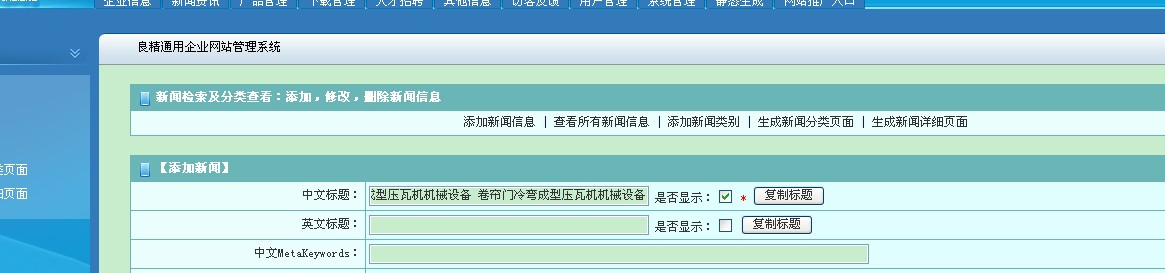 企业信息 新闻资讯 产品管理 下载管理 人才招聘 其他信息 访客反馈 用户管理 系统管理 静态生成 网站推广入口
良精通用企业网站管理系统
新闻检索及分类查看：添加，修改，删除新闻信息
添加新闻信息 | 查看所有新闻信息 | 添加新闻类别 | 生成新闻分类页面 | 生成新闻详细页面
页面
【添加新闻】
中文标题： 型压瓦机机械设备 卷帘门冷弯成型压瓦机机械设备 是否显示： * 复制标题
页面
英文标题： 是否显示： 复制标题
中文MetaKeywords：